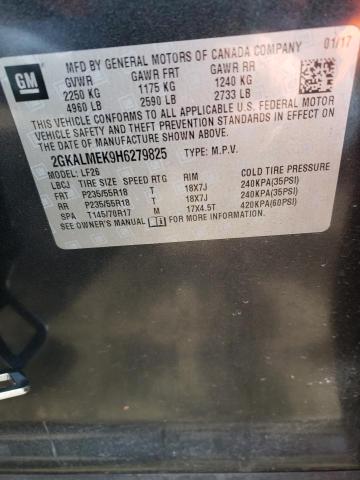 GM
MFD BY GENERAL MOTORS OF CANADA COMPANY 01/17
GVWR GAWR FRT GAWR RR
2250 KG 1175 KG 1240 KG
4960 LB 2590 LB 2733 LB
THIS VEHICLE CONFORMS TO ALL APPLICABLE U.S. FEDERAL MOTOR
VEHICLE SAFETY, BUMPER, AND THEFT PREVENTION STANDARDS IN
EFFECT ON THE DATE OF MANUFACTURE SHOWN ABOVE.
2GKALMEK9H6279825 TYPE: M.P.V.
MODEL: LF26
LBCJ TIRE SIZE SPEED RTG RIM COLD TIRE PRESSURE
FRT P235/55R18 T 18X7J 240KPA(35PSI)
RR P235/55R18 T 18X7J 240KPA(35PSI)
SPA T145/70R17 M 17X4.5T 420KPA(60PSI)
SEE OWNER'S MANUAL FOR MORE INFORMATION.